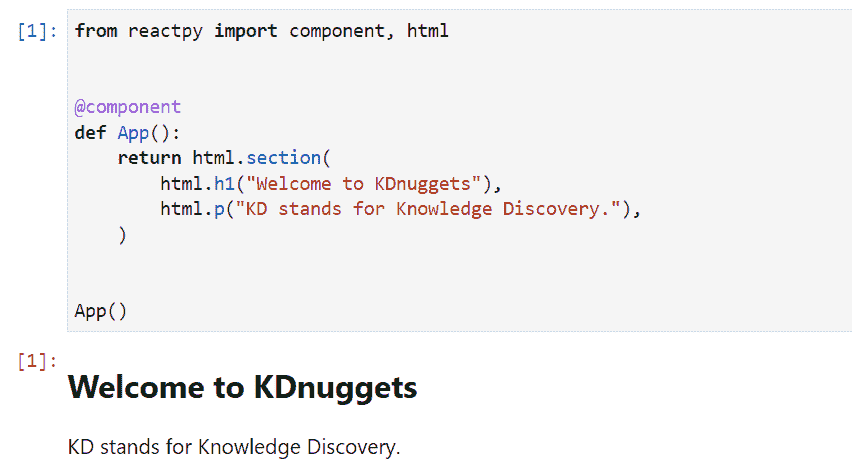 [1]: from reactpy import component, html
@component
def App():
    return html.section(
        html.h1("Welcome to KDnuggets"),
        html.p("KD stands for Knowledge Discovery."),
    )
App()
[1]:
Welcome to KDnuggets
KD stands for Knowledge Discovery.